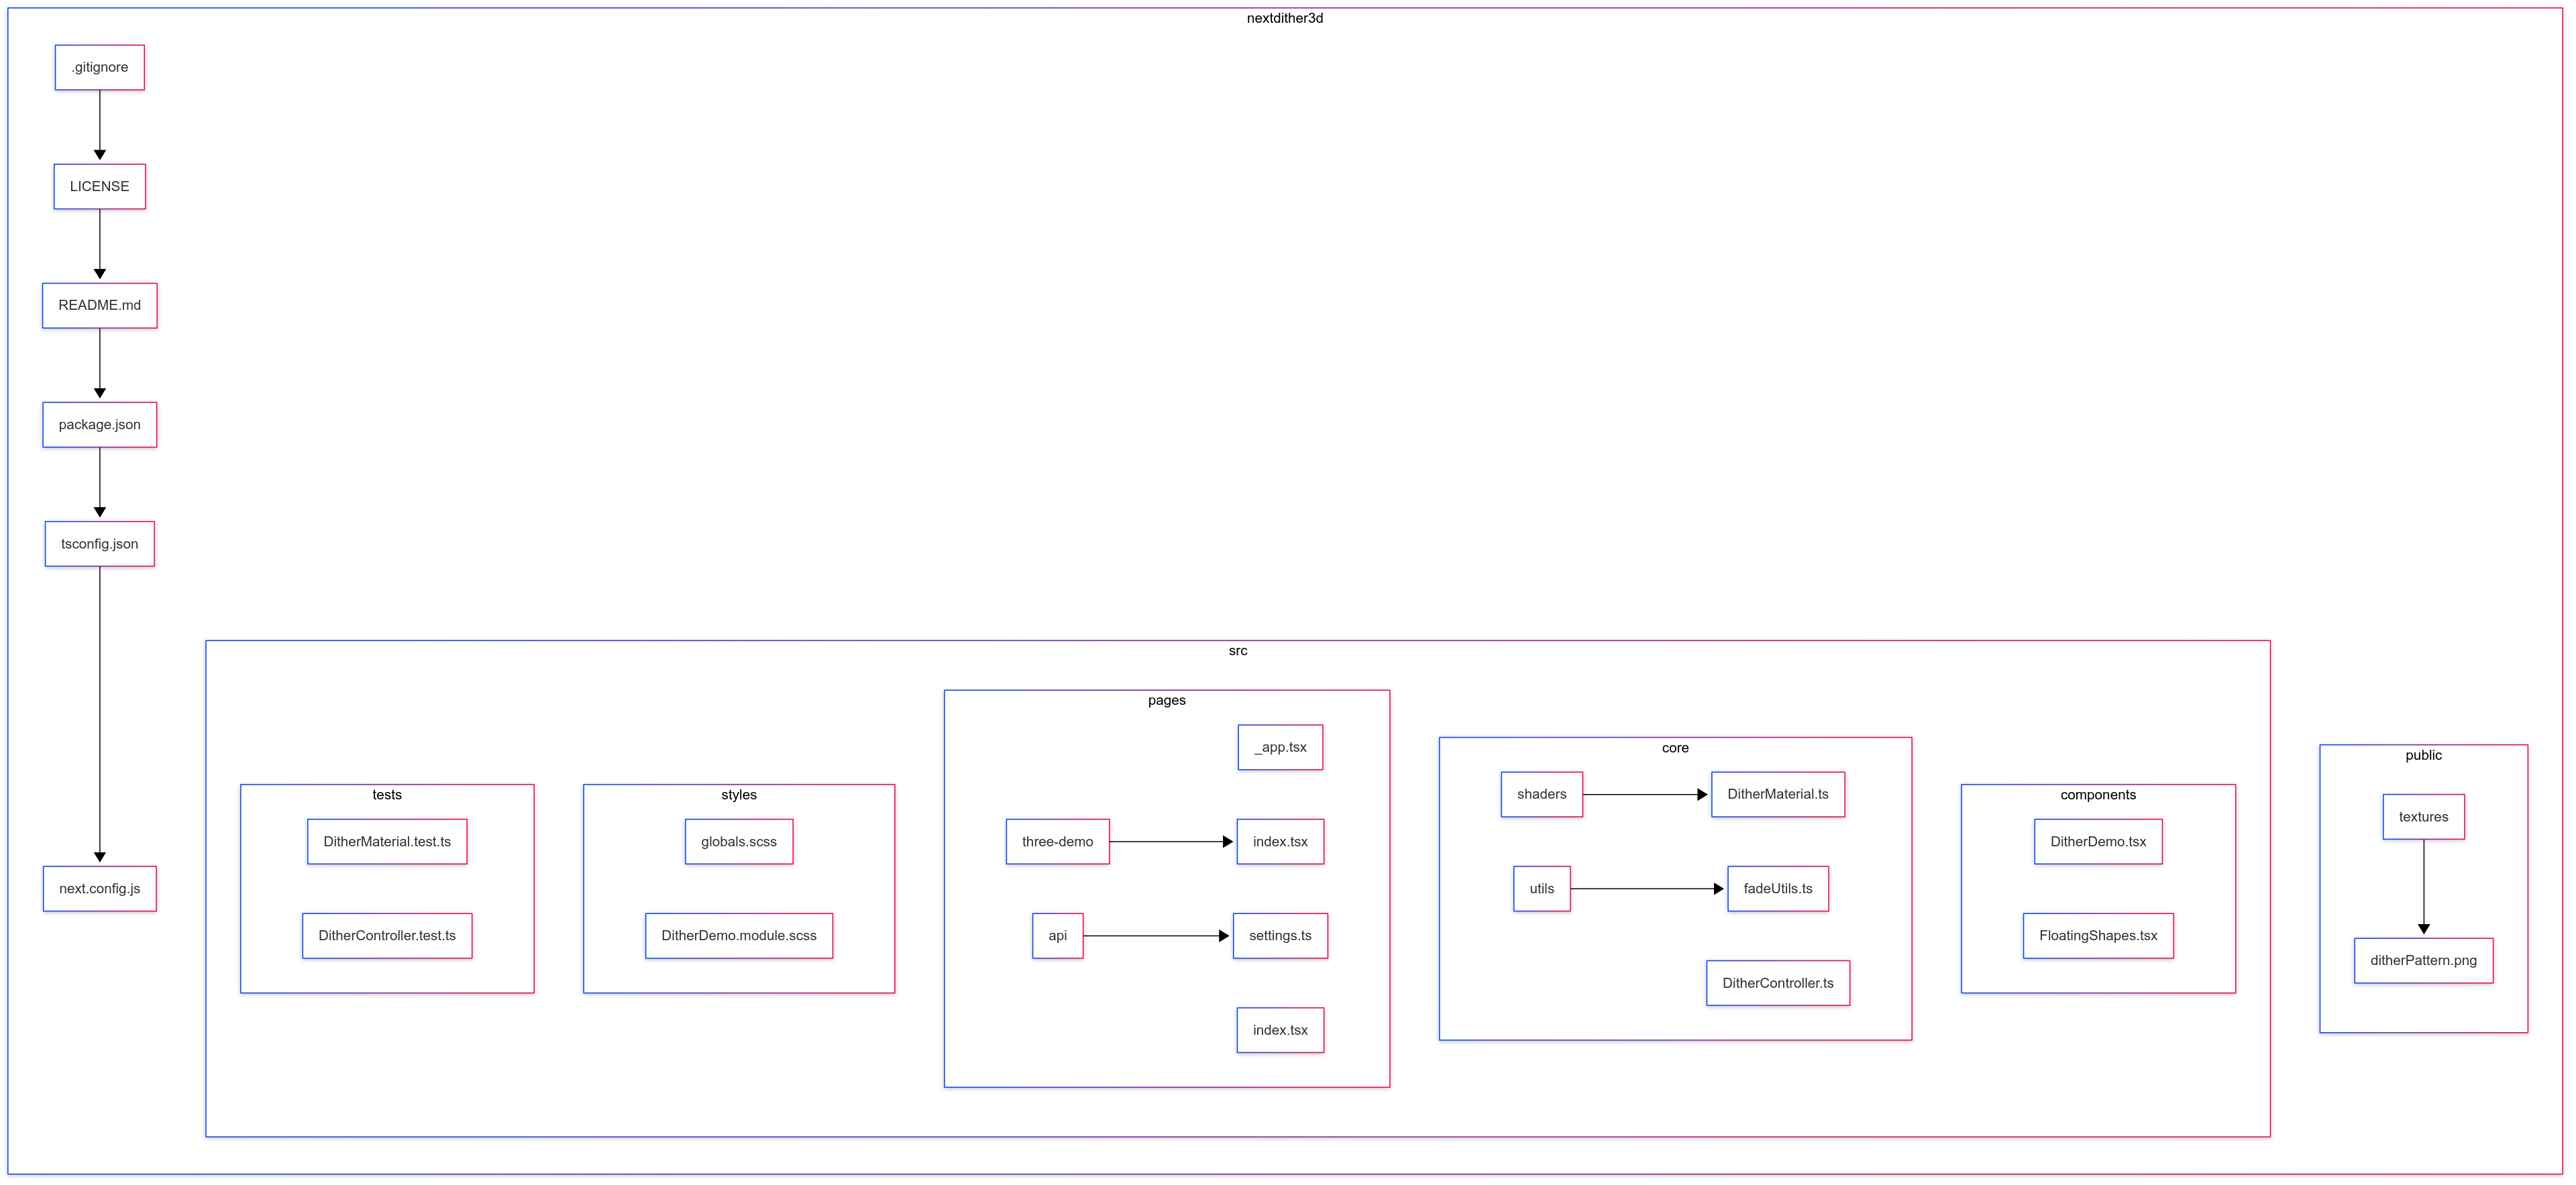 nextdither3d
.gitignore
LICENSE
README.md
package.json
tsconfig.json
next.config.js
src
tests
DitherMaterial.test.ts
DitherController.test.ts
styles
globals.scss
DitherDemo.module.scss
pages
_app.tsx
three-demo
index.tsx
api
settings.ts
index.tsx
core
shaders
DitherMaterial.ts
utils
fadeUtils.ts
DitherController.ts
components
DitherDemo.tsx
FloatingShapes.tsx
public
textures
ditherPattern.png